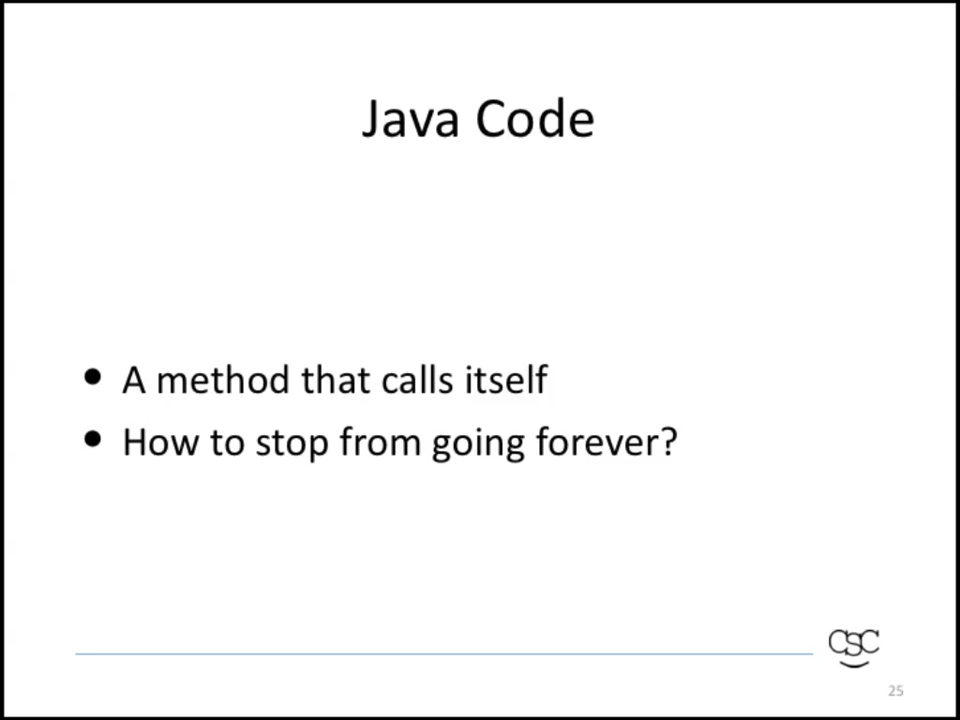 Java Code
• A method that calls itself
• How to stop from going forever?
CSC
25